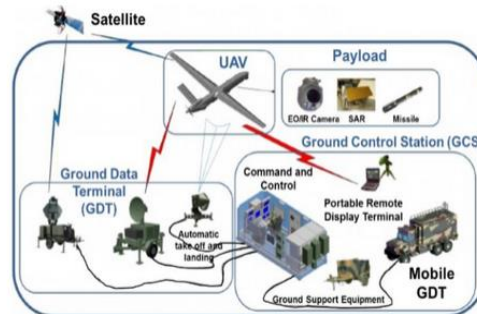 Satellite
UAV
Payload
EO/IR Camera
SAR
Missile
Ground Control Station (GCS
Ground Data
Terminal
(GDT)
Command and
Control
Portable Remote
Display Terminal
Automatic
take off and
landing
Mobile
GDT
Ground Support Equipment